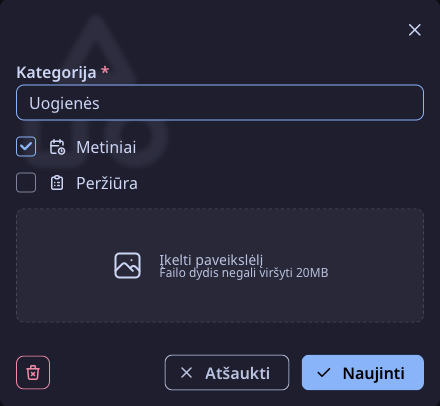 Kategorija *
Uogienės
Metiniai
Peržiūra
Įkelti paveikslėlį
Failo dydis negali viršyti 20MB
Atšaukti
Naujinti